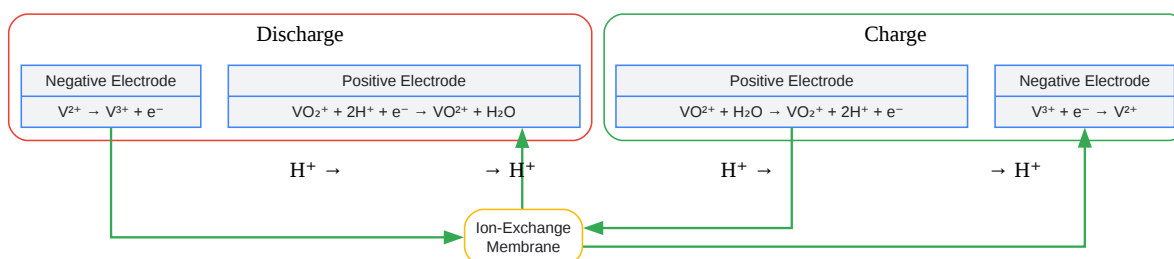 Discharge
Charge
Negative Electrode
V²⁺ → V³⁺ + e⁻
Positive Electrode
VO₂⁺ + 2H⁺ + e⁻ → VO²⁺ + H₂O
Positive Electrode
VO²⁺ + H₂O → VO₂⁺ + 2H⁺ + e⁻
Negative Electrode
V³⁺ + e⁻ → V²⁺
H⁺ →
→ H⁺
H⁺ →
→ H⁺
Ion-Exchange
Membrane